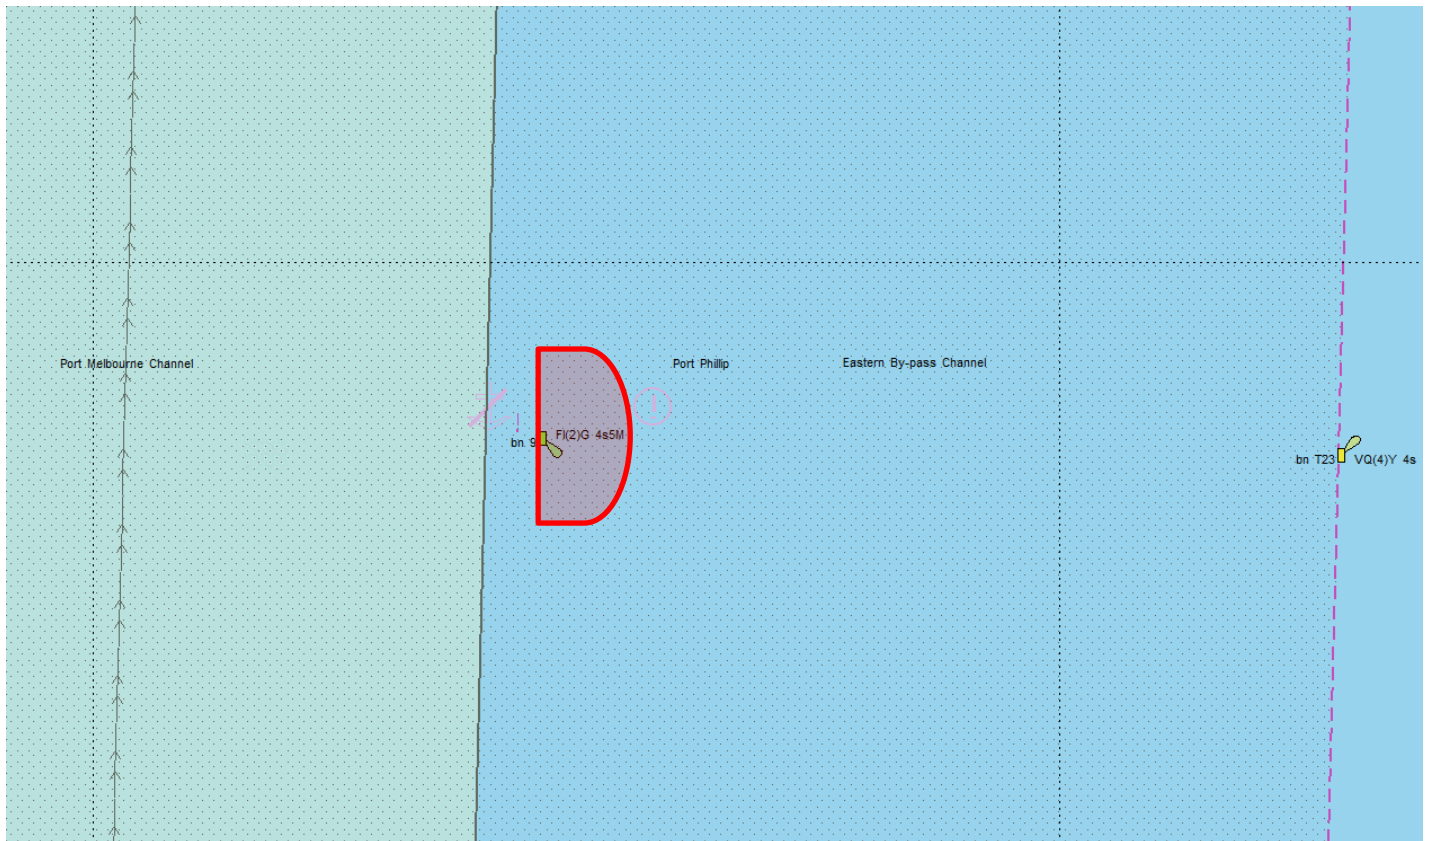 Port Melbourne Channel
Port Phillip
Eastern By-pass Channel
bn 9
Fl(2)G 4s5M
bn T23
VQ(4)Y 4s